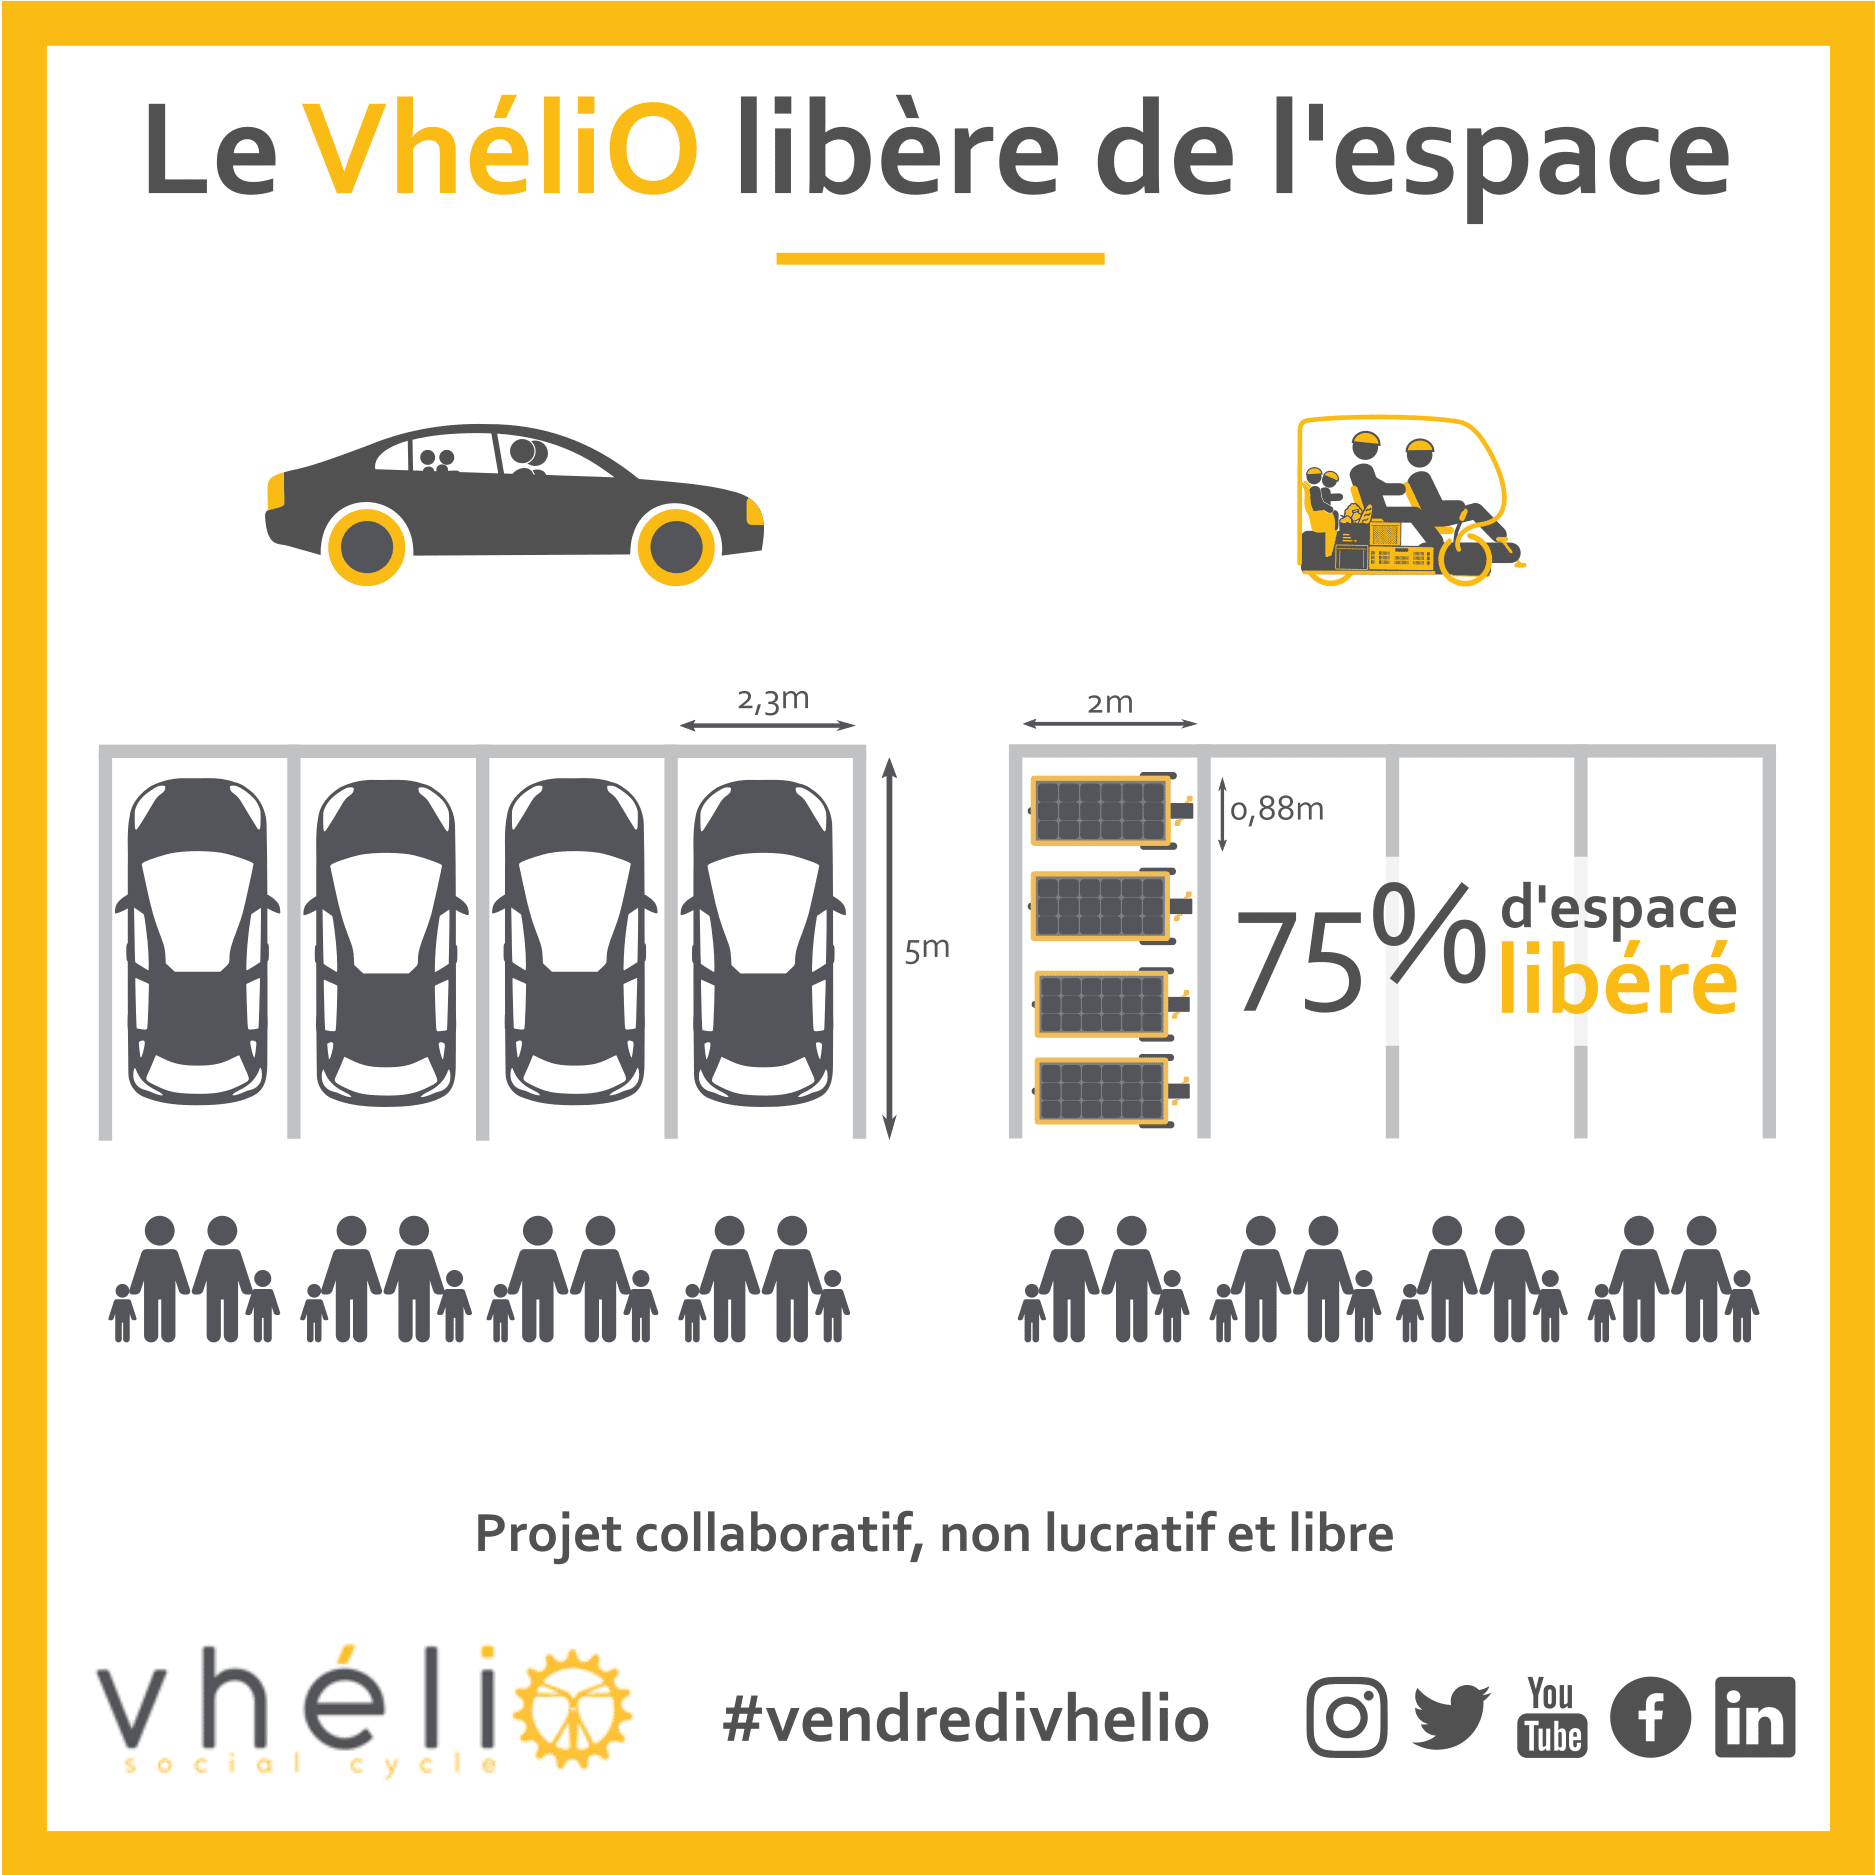 Le VhéliO libère de l'espace
2,3m
2m
0,88m
5m
75% d'espace
libéré
Projet collaboratif, non lucratif et libre
vhéli
social cycle
#vendredivhelio
You
Tube
f
in